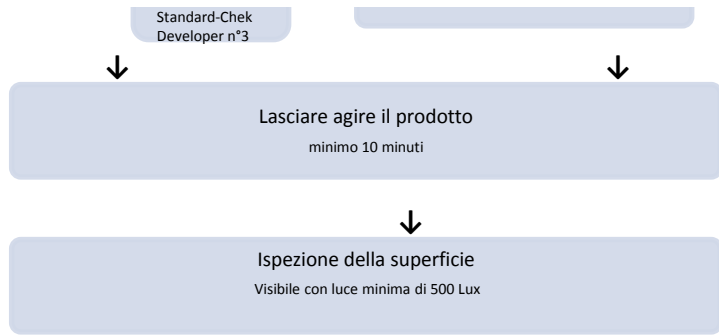 Standard-Chek
Developer n°3
Lasciare agire il prodotto
minimo 10 minuti
Ispezione della superficie
Visibile con luce minima di 500 Lux